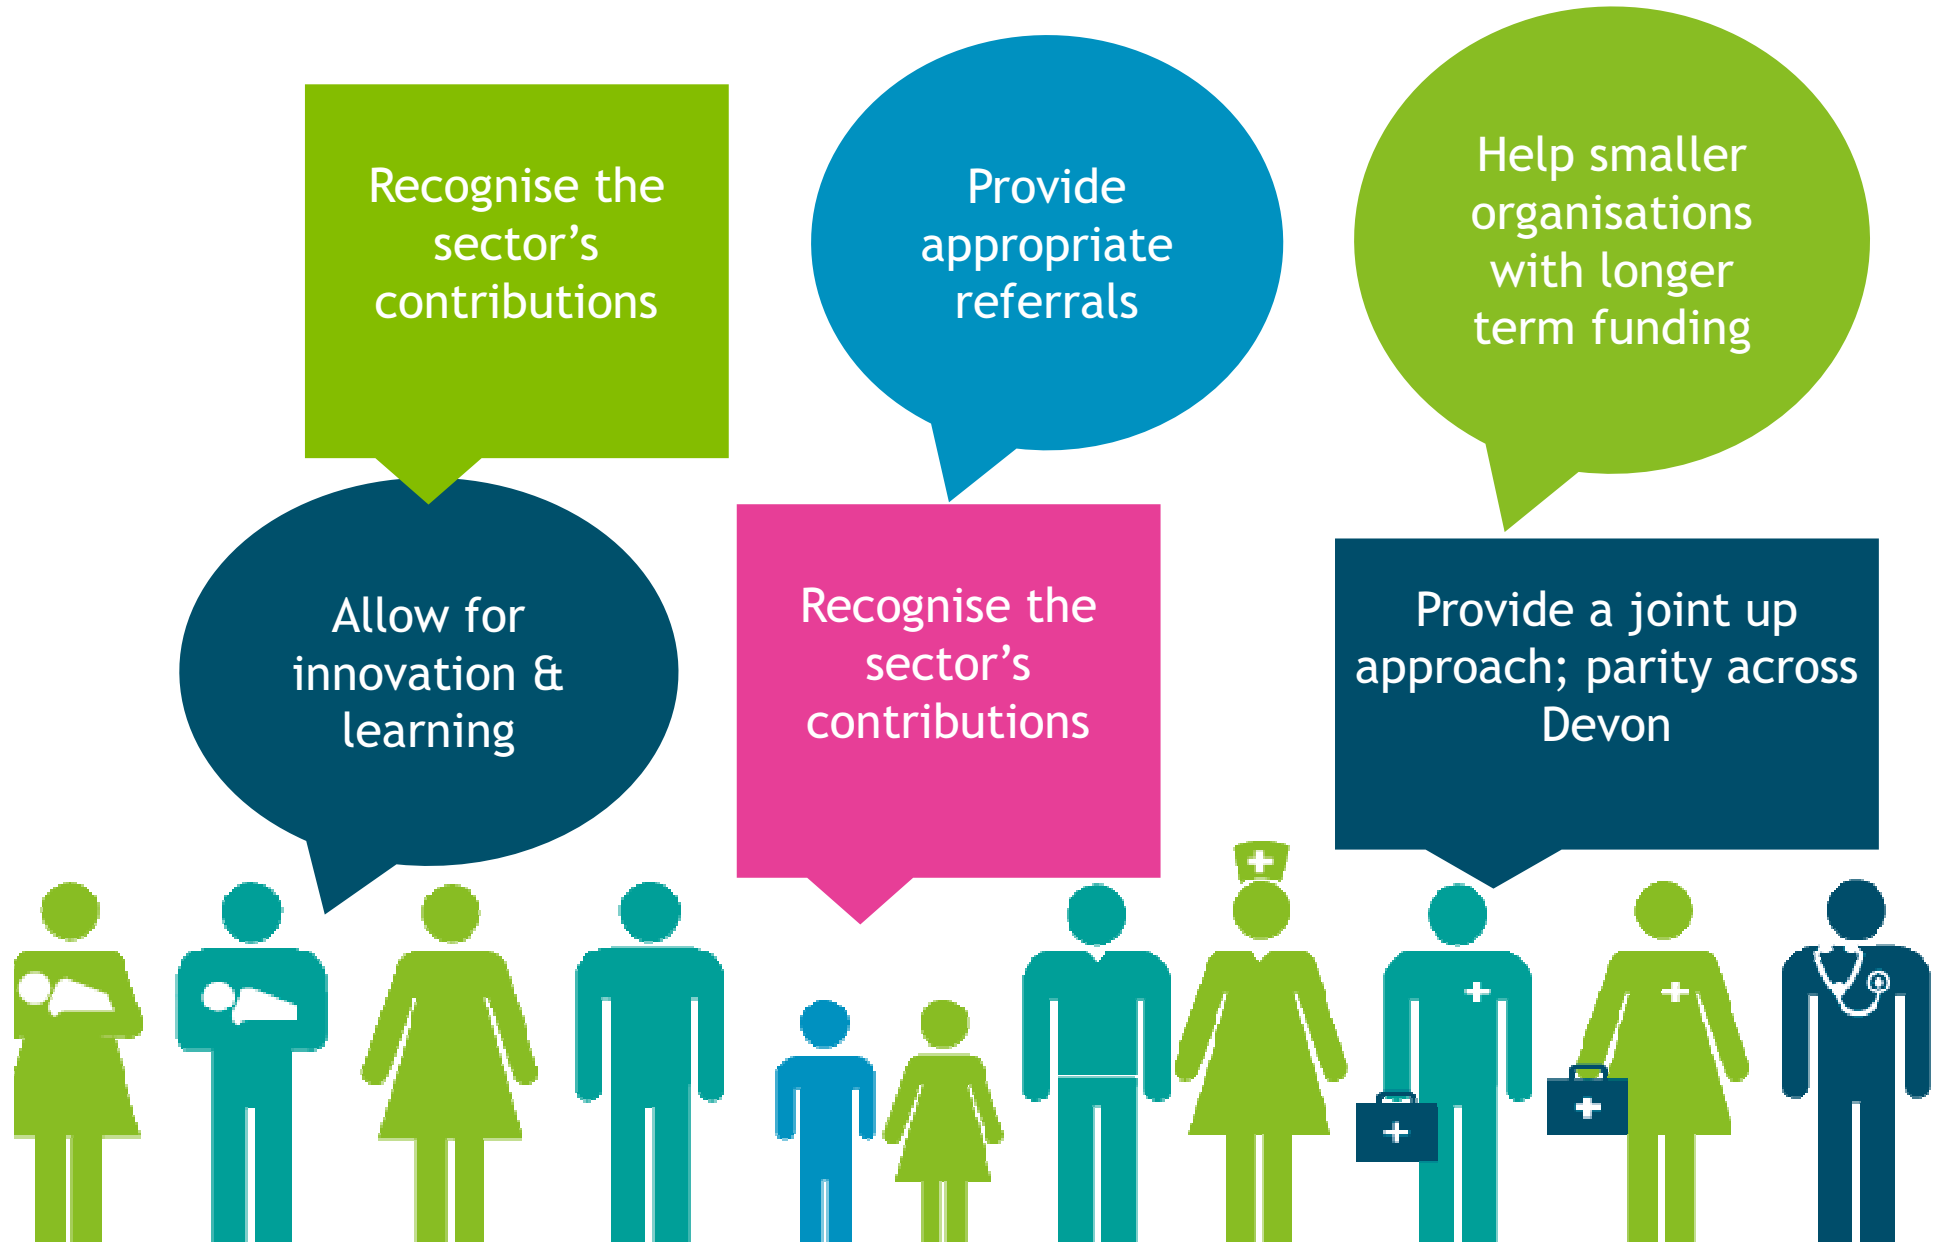 Recognise the
sector’s
contributions
Provide
appropriate
referrals
Help smaller
organisations
with longer
term funding
Allow for
innovation &
learning
Recognise the
sector’s
contributions
Provide a joint up
approach; parity across
Devon